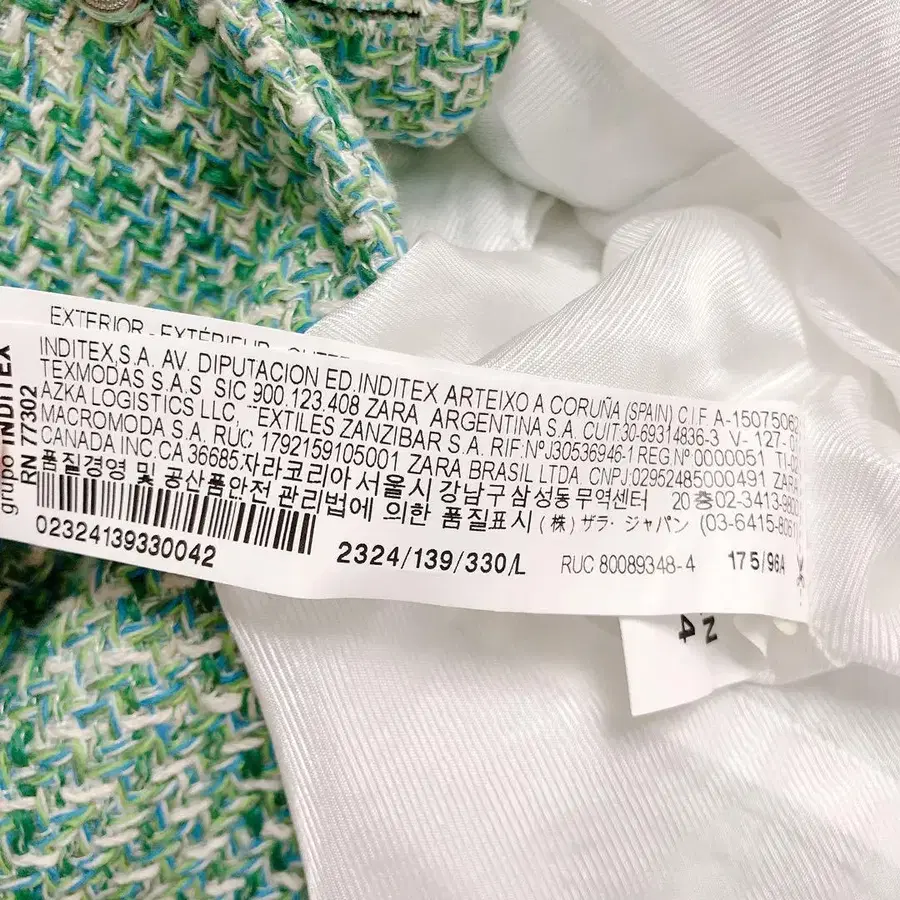 EXTERIOR - EXTÉRIEUR
INDITEX,S.A. AV. DIPUTACION ED.INDITEX ARTEIXO A CORUÑA (SPAIN) C.I.F A-15075062
TEXMODAS S.A.S SIC 900.123.408 ZARA ARGENTINA S.A. CUIT.30-69314836-3 V- 127-
AZKA LOGISTICS LLC, TEXTILES ZANZIBAR S.A. RIF.Nº J30536946-1 REG Nº 0000051
MACROMODA S.A. RUC: 1792159105001 ZARA BRASIL LTDA. CNPJ:02952485000491 ZARA
CANADA INC.CA 36685.자라코리아 서울시 강남구 삼성동 무역센터 20층02-3413-9800
품질경영 및 공산품안전 관리법에 의한 품질표시 (株) ザラ・ジャパン (03-6415-8061
02324139330042
2324/139/330/L RUC 80089348-4 175/96A
grupo INDITEX
RN 77302